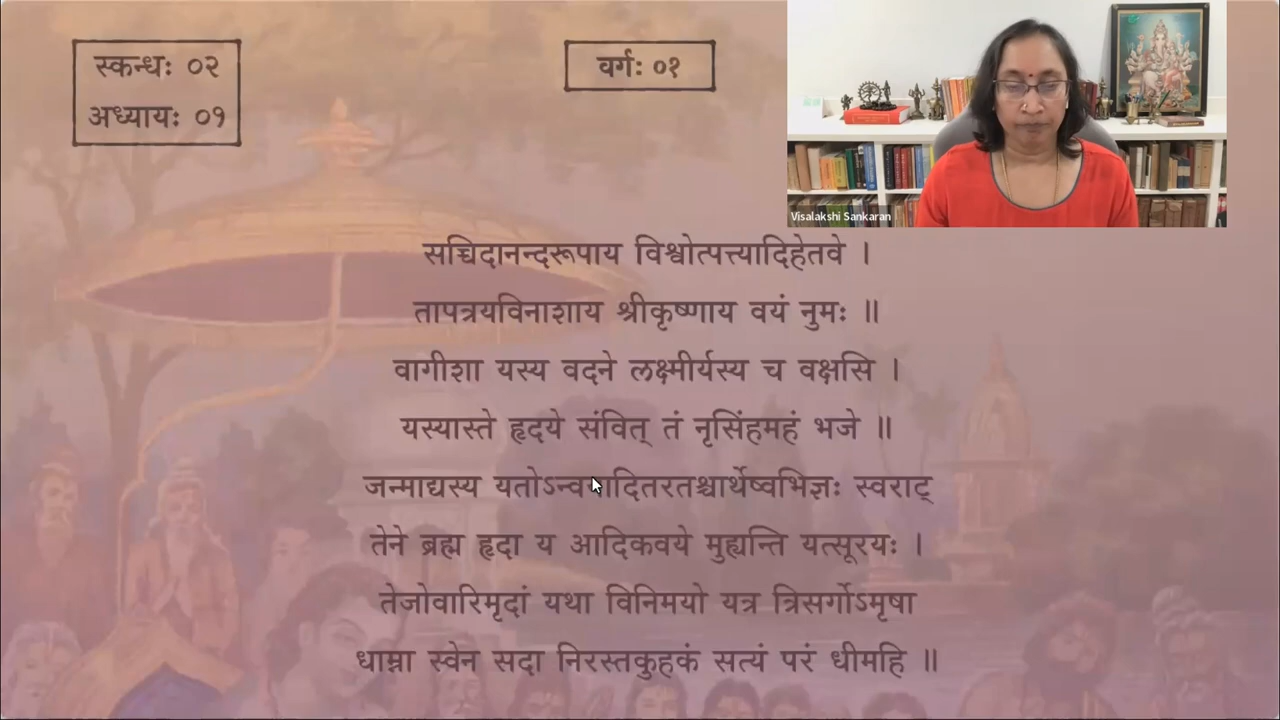 स्कन्धः ०२
अध्यायः ०१
वर्गः ०१
Visalakshi Sankaran
सच्चिदानन्दरूपाय विश्वोत्पत्त्यादिहेतवे ।
तापत्रयविनाशाय श्रीकृष्णाय वयं नुमः ॥
वागीशा यस्य वदने लक्ष्मीर्यस्य च वक्षसि ।
यस्यास्ते हृदये संवित् तं नृसिंहमहं भजे ॥
जन्माद्यस्य यतोऽन्वयादितरतश्चार्थेष्वभिज्ञः स्वराट्
तेने ब्रह्म हृदा य आदिकवये मुह्यन्ति यत्सूरयः ।
तेजोवारिमृदां यथा विनिमयो यत्र त्रिसर्गोऽमृषा
धाम्ना स्वेन सदा निरस्तकुहकं सत्यं परं धीमहि ॥